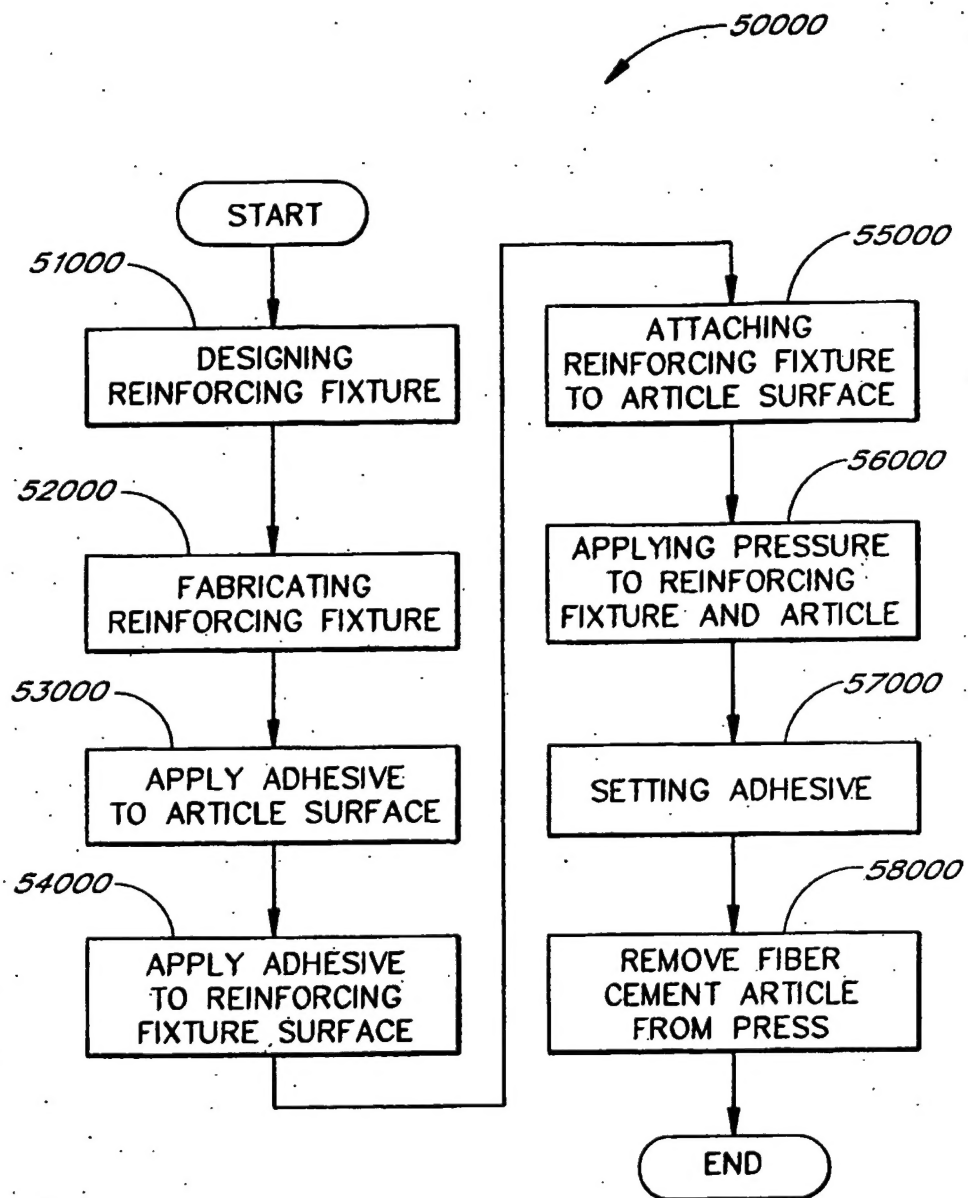 50000
START
51000
DESIGNING
REINFORCING FIXTURE
52000
FABRICATING
REINFORCING FIXTURE
53000
APPLY ADHESIVE
TO ARTICLE SURFACE
54000
APPLY ADHESIVE
TO REINFORCING
FIXTURE SURFACE
55000
ATTACHING
REINFORCING FIXTURE
TO ARTICLE SURFACE
56000
APPLYING PRESSURE
TO REINFORCING
FIXTURE AND ARTICLE
57000
SETTING ADHESIVE
58000
REMOVE FIBER
CEMENT ARTICLE
FROM PRESS
END